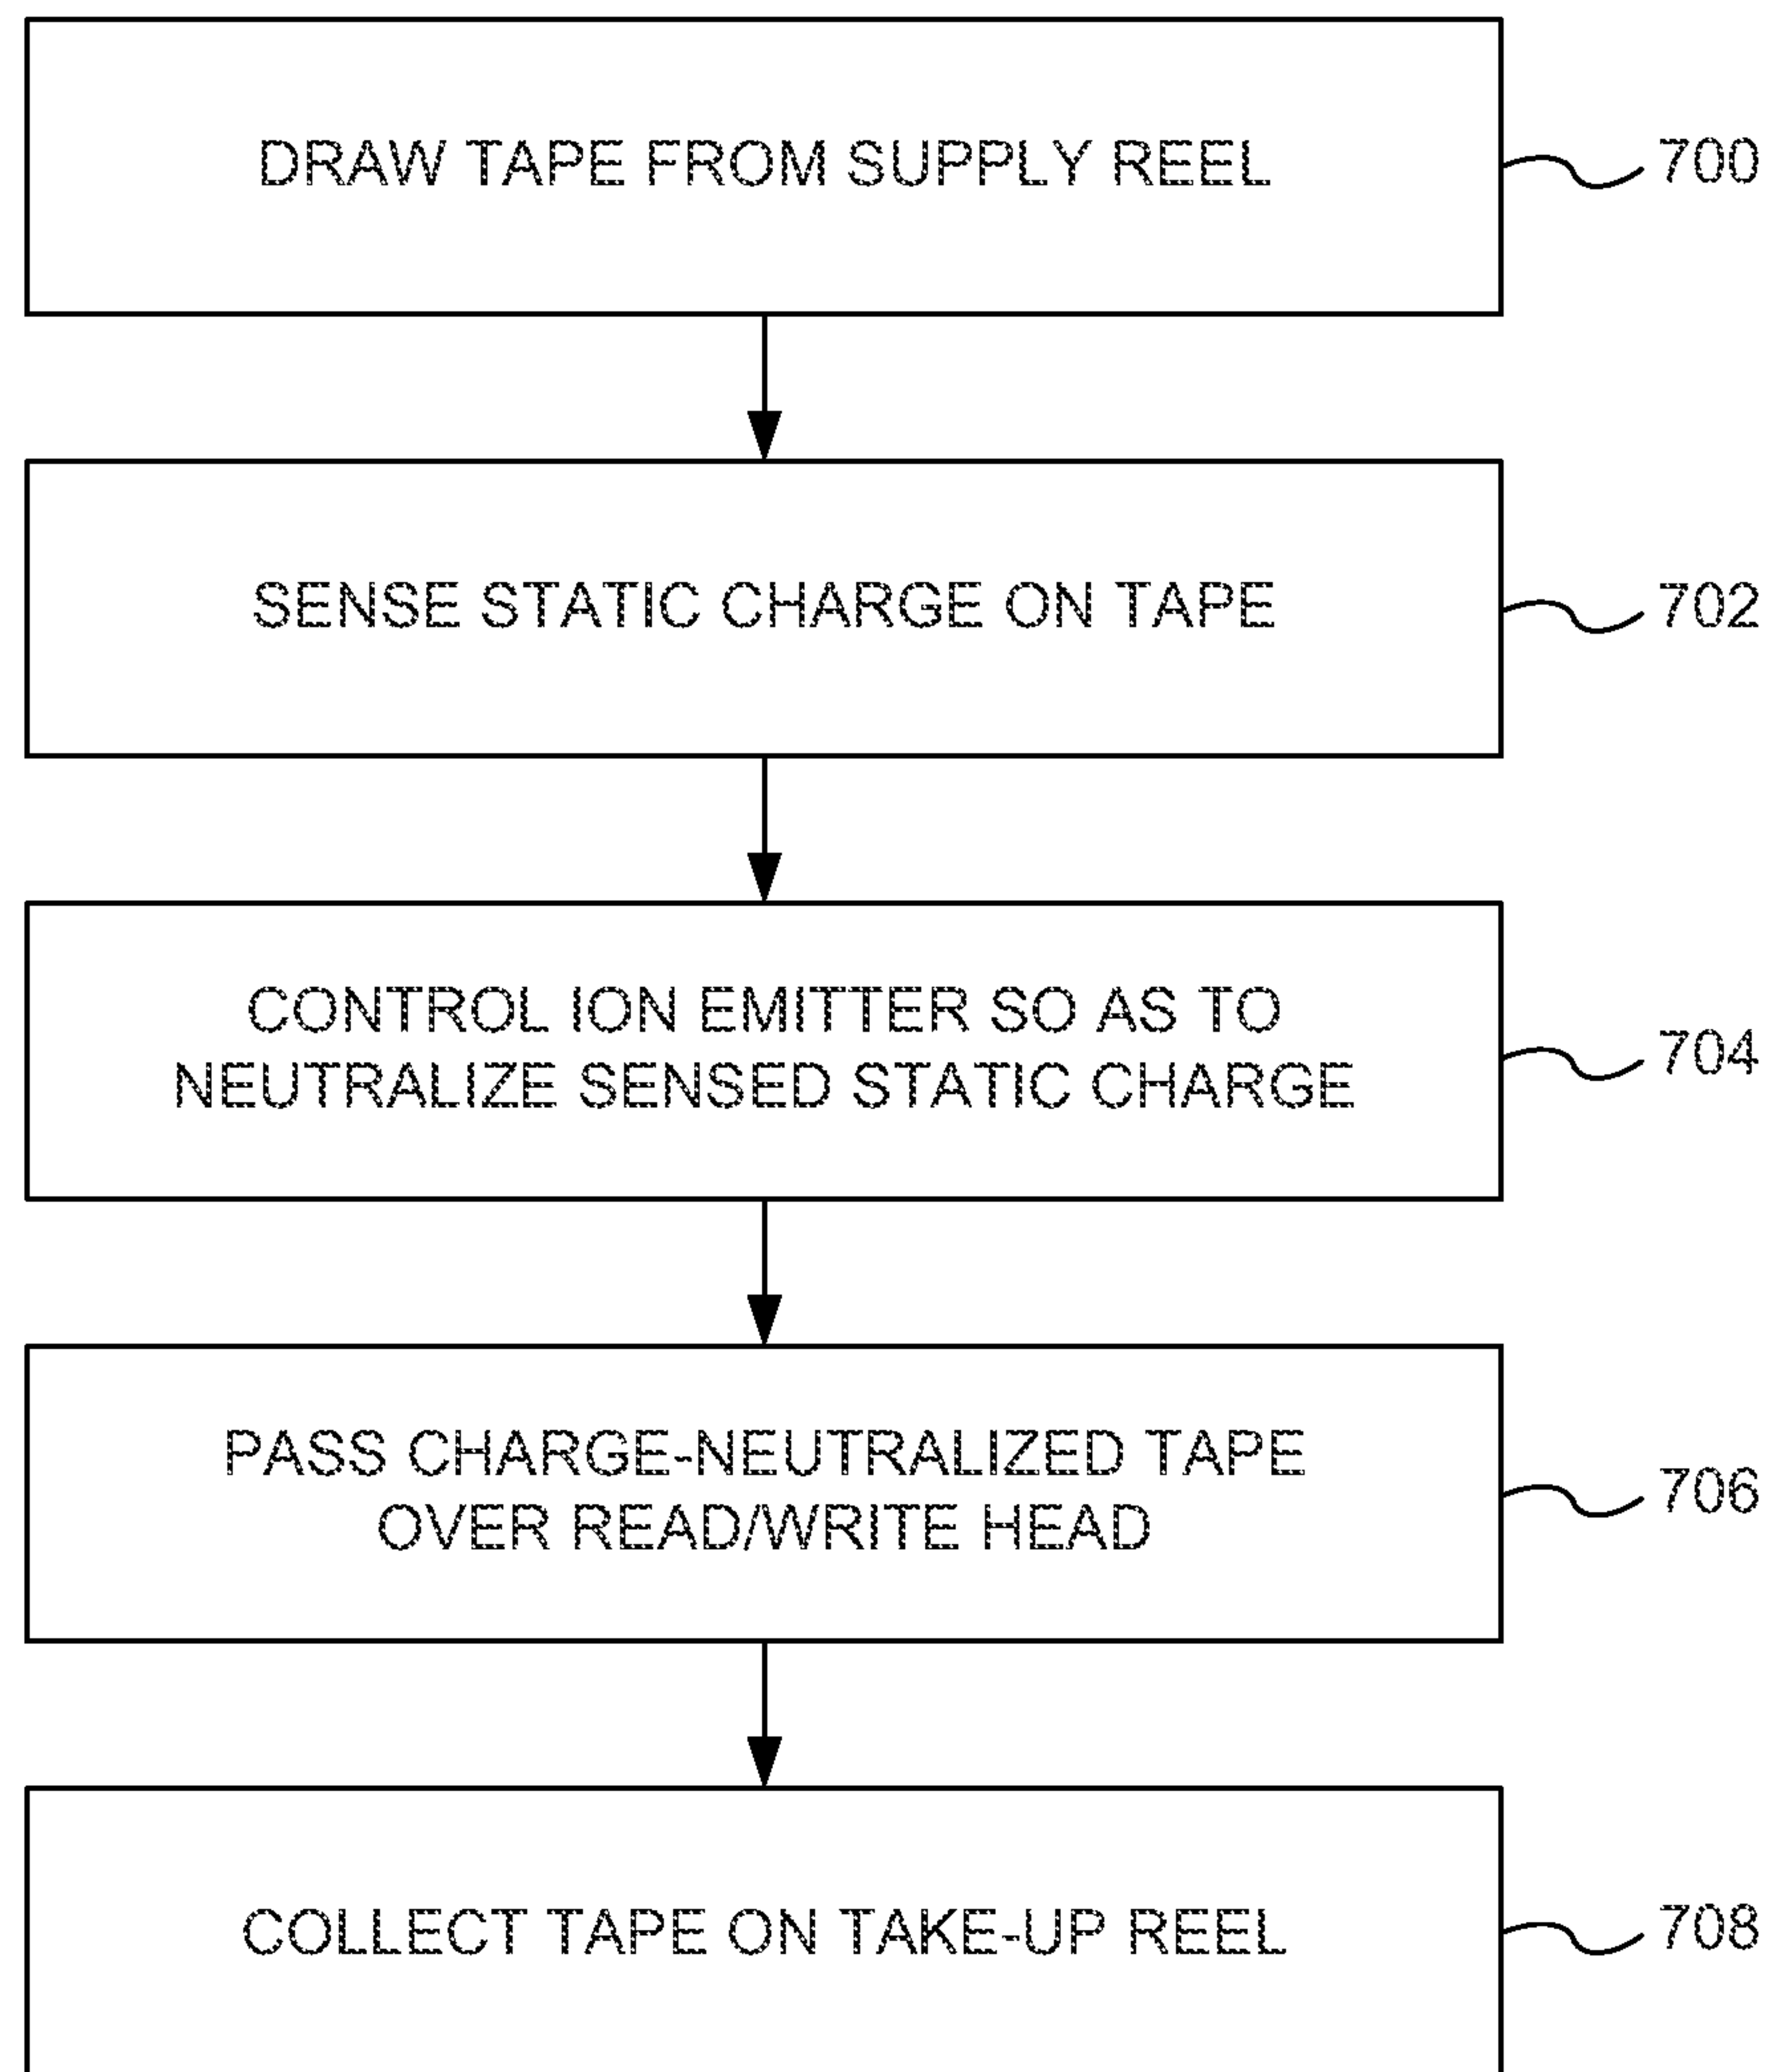 DRAW TAPE FROM SUPPLY REEL
700
SENSE STATIC CHARGE ON TAPE
702
CONTROL ION EMITTER SO AS TO
NEUTRALIZE SENSED STATIC CHARGE
704
PASS CHARGE-NEUTRALIZED TAPE
OVER READ/WRITE HEAD
706
COLLECT TAPE ON TAKE-UP REEL
708